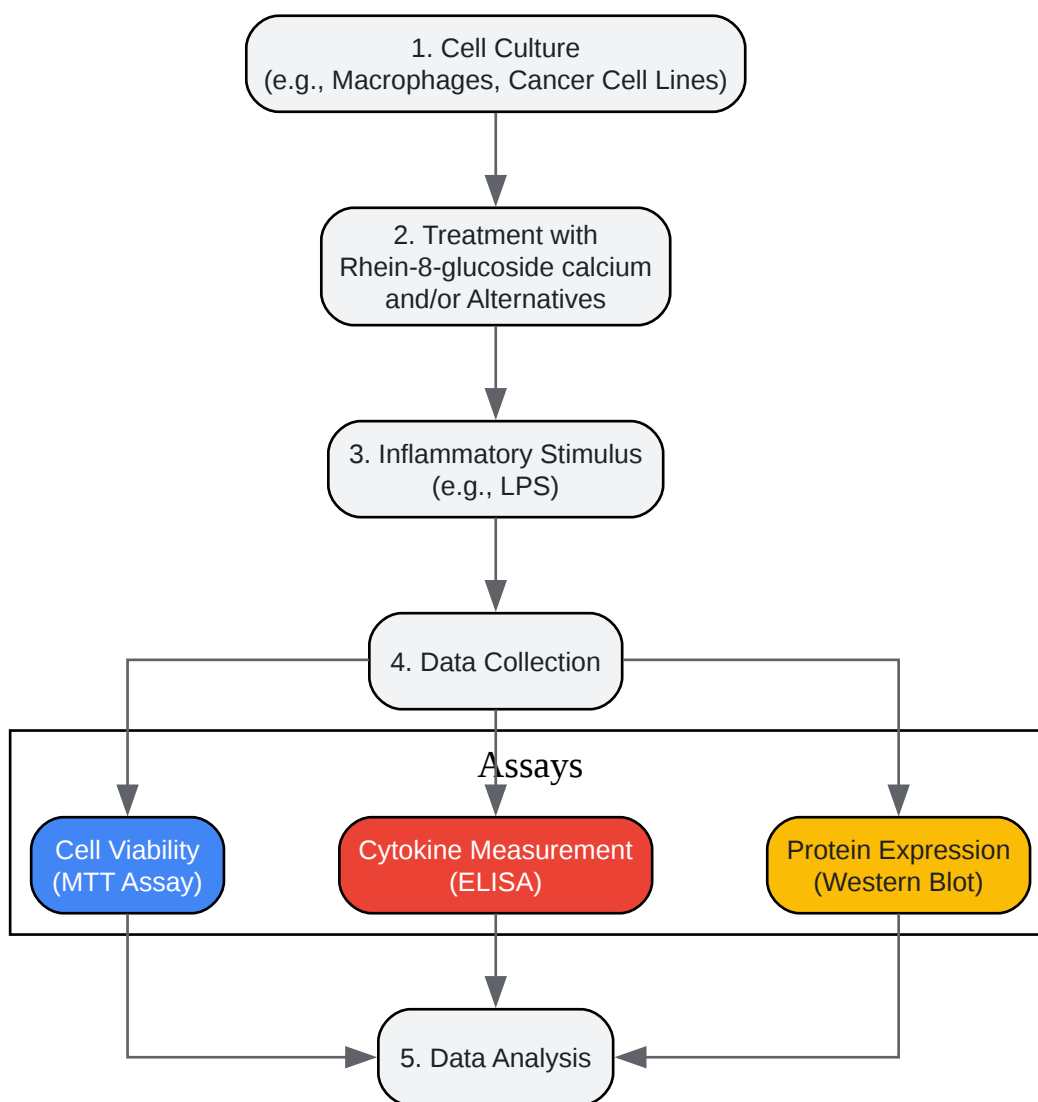 1. Cell Culture
(e.g., Macrophages, Cancer Cell Lines)
2. Treatment with
Rhein-8-glucoside calcium
and/or Alternatives
3. Inflammatory Stimulus
(e.g., LPS)
4. Data Collection
Assays
Cell Viability
(MTT Assay)
Cytokine Measurement
(ELISA)
Protein Expression
(Western Blot)
5. Data Analysis